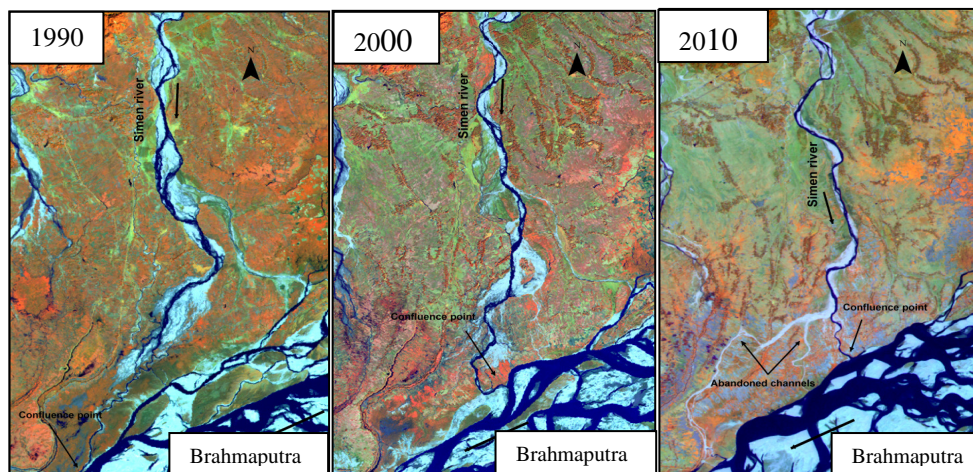 1990
N
Simen river
Confluence point
Brahmaputra
2000
N
Simen river
Confluence point
Brahmaputra
2010
N
Simen river
Confluence point
Abandoned channels
Brahmaputra